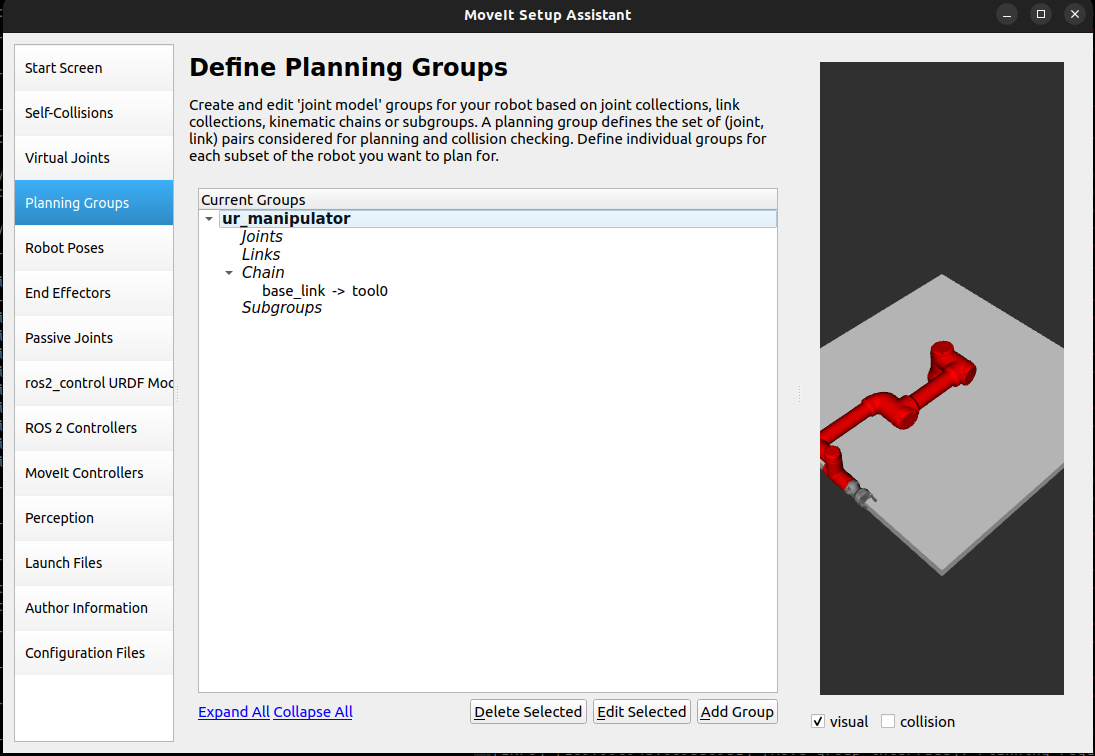 MoveIt Setup Assistant
Start Screen
Self-Collisions
Virtual Joints
Planning Groups
Robot Poses
End Effectors
Passive Joints
ros2_control URDF Mod
ROS 2 Controllers
MoveIt Controllers
Perception
Launch Files
Author Information
Configuration Files
Define Planning Groups
Create and edit 'joint model' groups for your robot based on joint collections, link
collections, kinematic chains or subgroups. A planning group defines the set of (joint,
link) pairs considered for planning and collision checking. Define individual groups for
each subset of the robot you want to plan for.
Current Groups
ur_manipulator
Joints
Links
Chain
base_link -> tool0
Subgroups
Expand All Collapse All
Delete Selected
Edit Selected
Add Group
visual
collision